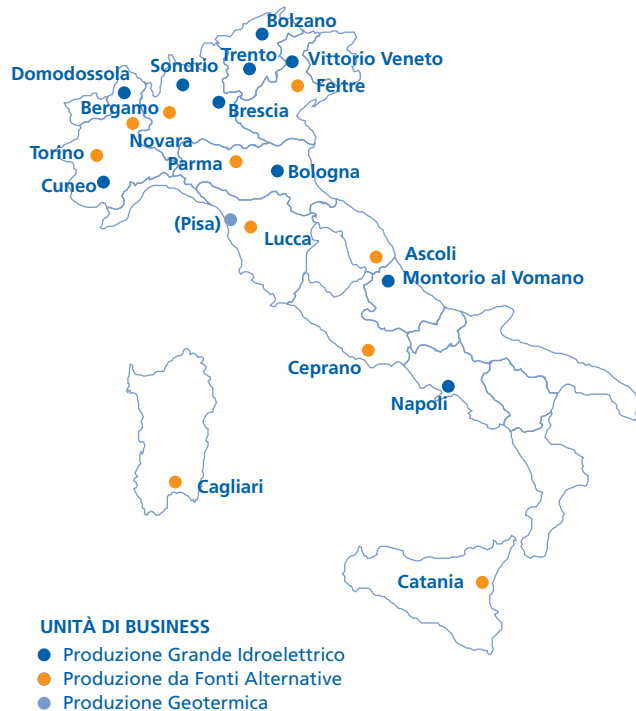 Bolzano
Trento
Vittorio Veneto
Domodossola
Sondrio
Feltre
Bergamo
Brescia
Novara
Torino
Parma
Bologna
Cuneo
(Pisa)
Lucca
Ascoli
Montorio al Vomano
Ceprano
Napoli
Cagliari
Catania
UNITÀ DI BUSINESS
Produzione Grande Idroelettrico
Produzione da Fonti Alternative
Produzione Geotermica